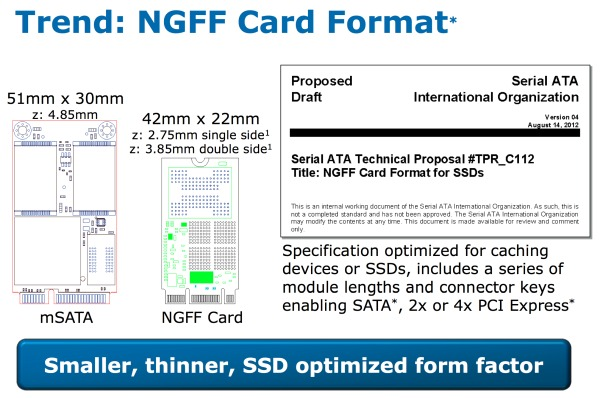 Trend: NGFF Card Format*
51mm x 30mm
z: 4.85mm
mSATA
42mm x 22mm
z: 2.75mm single side¹
z: 3.85mm double side¹
NGFF Card
Proposed Serial ATA
Draft International Organization
Version 04
August 14, 2012
Serial ATA Technical Proposal #TPR_C112
Title: NGFF Card Format for SSDs
This is an internal working document of the Serial ATA International Organization. As such, this is
not a completed standard and has not been approved. The Serial ATA International Organization
may modify the contents at any time. This document is made available for review and comment
only.
Specification optimized for caching
devices or SSDs, includes a series of
module lengths and connector keys
enabling SATA*, 2x or 4x PCI Express*
Smaller, thinner, SSD optimized form factor